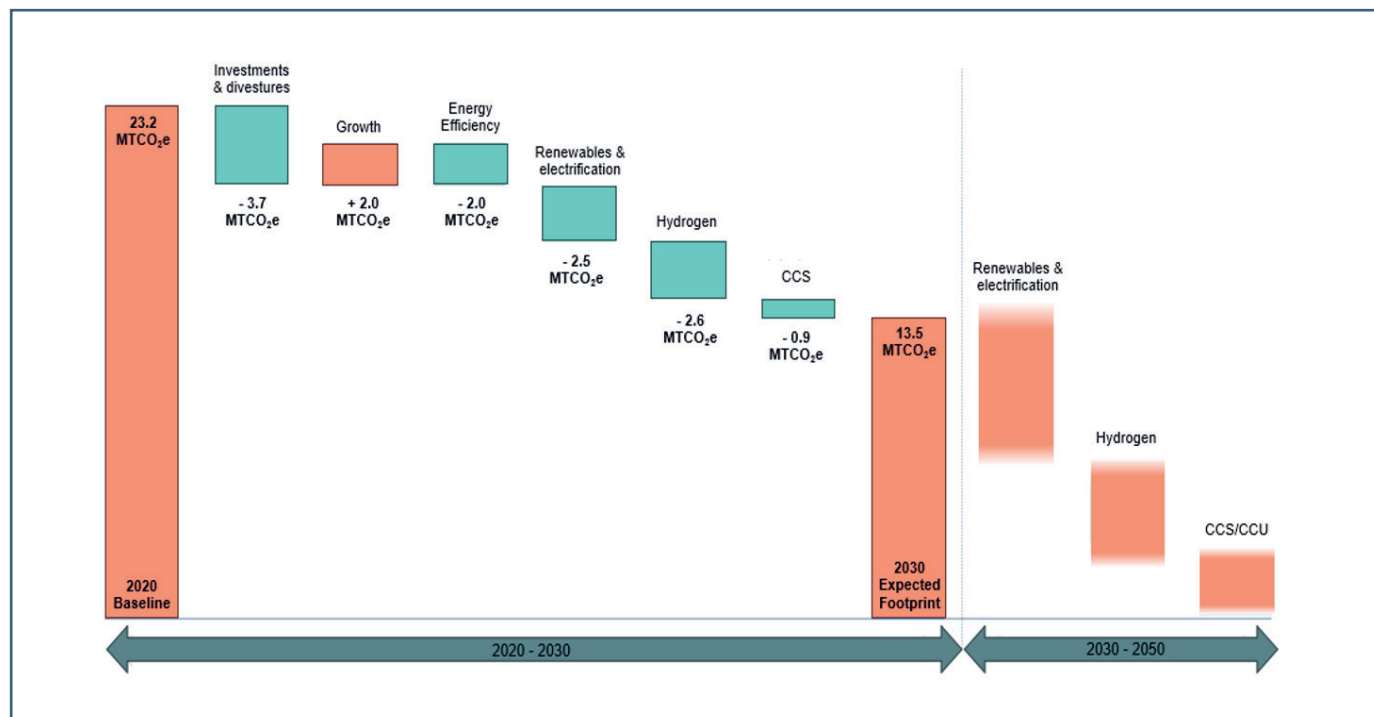 Investments
& divestures
23.2
MTCO₂e
Growth
Energy
Efficiency
Renewables &
electrification
- 3.7
MTCO₂e
+ 2.0
MTCO₂e
- 2.0
MTCO₂e
Hydrogen
- 2.5
MTCO₂e
CCS
- 2.6
MTCO₂e
- 0.9
MTCO₂e
13.5
MTCO₂e
Renewables &
electrification
Hydrogen
CCS/CCU
2020
Baseline
2030
Expected
Footprint
2020 - 2030
2030 - 2050